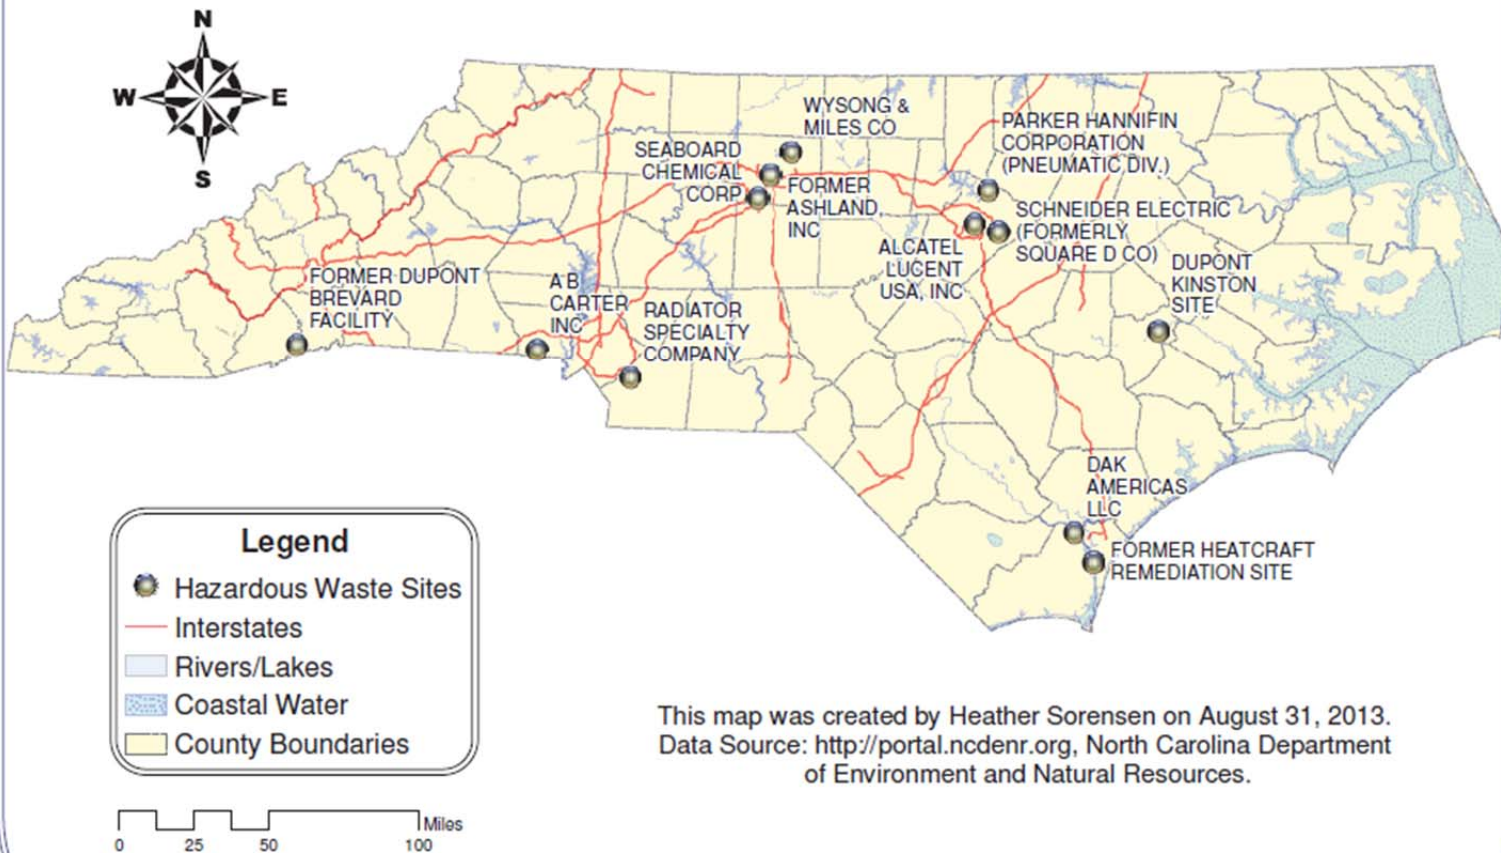 N
W
E
S
WYSONG &
MILES CO
PARKER HANNIFIN
CORPORATION
(PNEUMATIC DIV.)
SEABOARD
CHEMICAL
CORP
FORMER
ASHLAND,
INC
SCHNEIDER ELECTRIC
(FORMERLY
SQUARE D CO)
ALCATEL
LUCENT
USA, INC
DUPONT
KINSTON
SITE
FORMER DUPONT
BREVARD
FACILITY
A B
CARTER
INC
RADIATOR
SPECIALTY
COMPANY
DAK
AMERICAS
LLC
FORMER HEATCRAFT
REMEDIATION SITE
Legend
Hazardous Waste Sites
Interstates
Rivers/Lakes
Coastal Water
County Boundaries
Miles
0 25 50 100
This map was created by Heather Sorensen on August 31, 2013.
Data Source: http://portal.ncdenr.org, North Carolina Department
of Environment and Natural Resources.